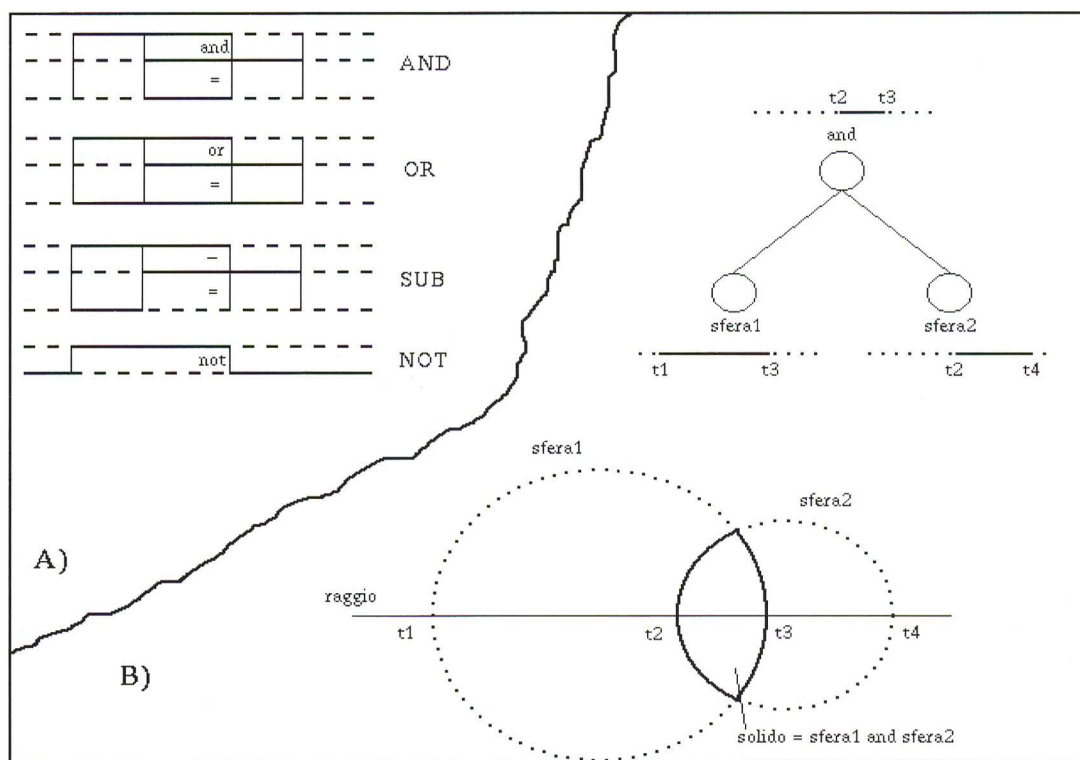 and
=
AND
or
=
OR
-
=
SUB
not
NOT
A)
t2 t3
and
sfera1 sfera2
t1 t3 t2 t4
B)
sfera1
sfera2
raggio
t1 t2 t3 t4
solido = sfera1 and sfera2